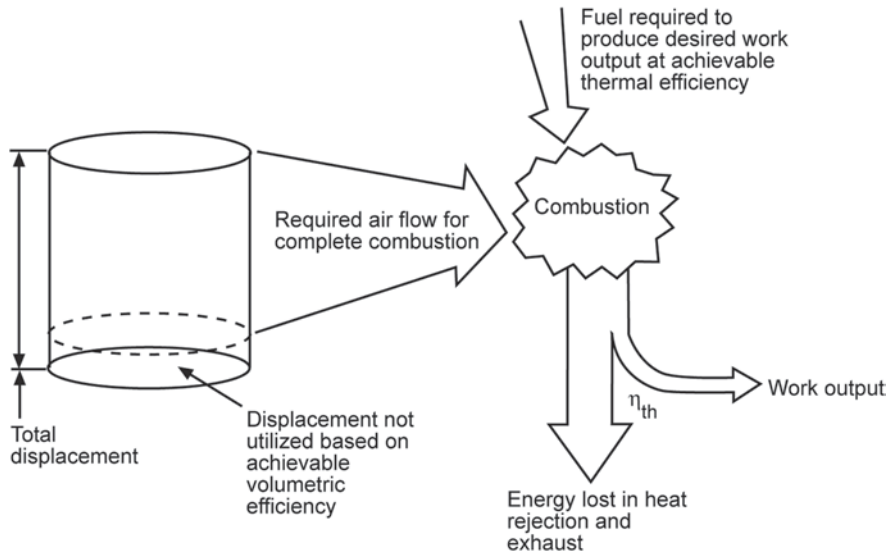 Fuel required to
produce desired work
output at achievable
thermal efficiency
Combustion
Required air flow for
complete combustion
Work output
ηth
Total
displacement
Displacement not
utilized based on
achievable
volumetric
efficiency
Energy lost in heat
rejection and
exhaust